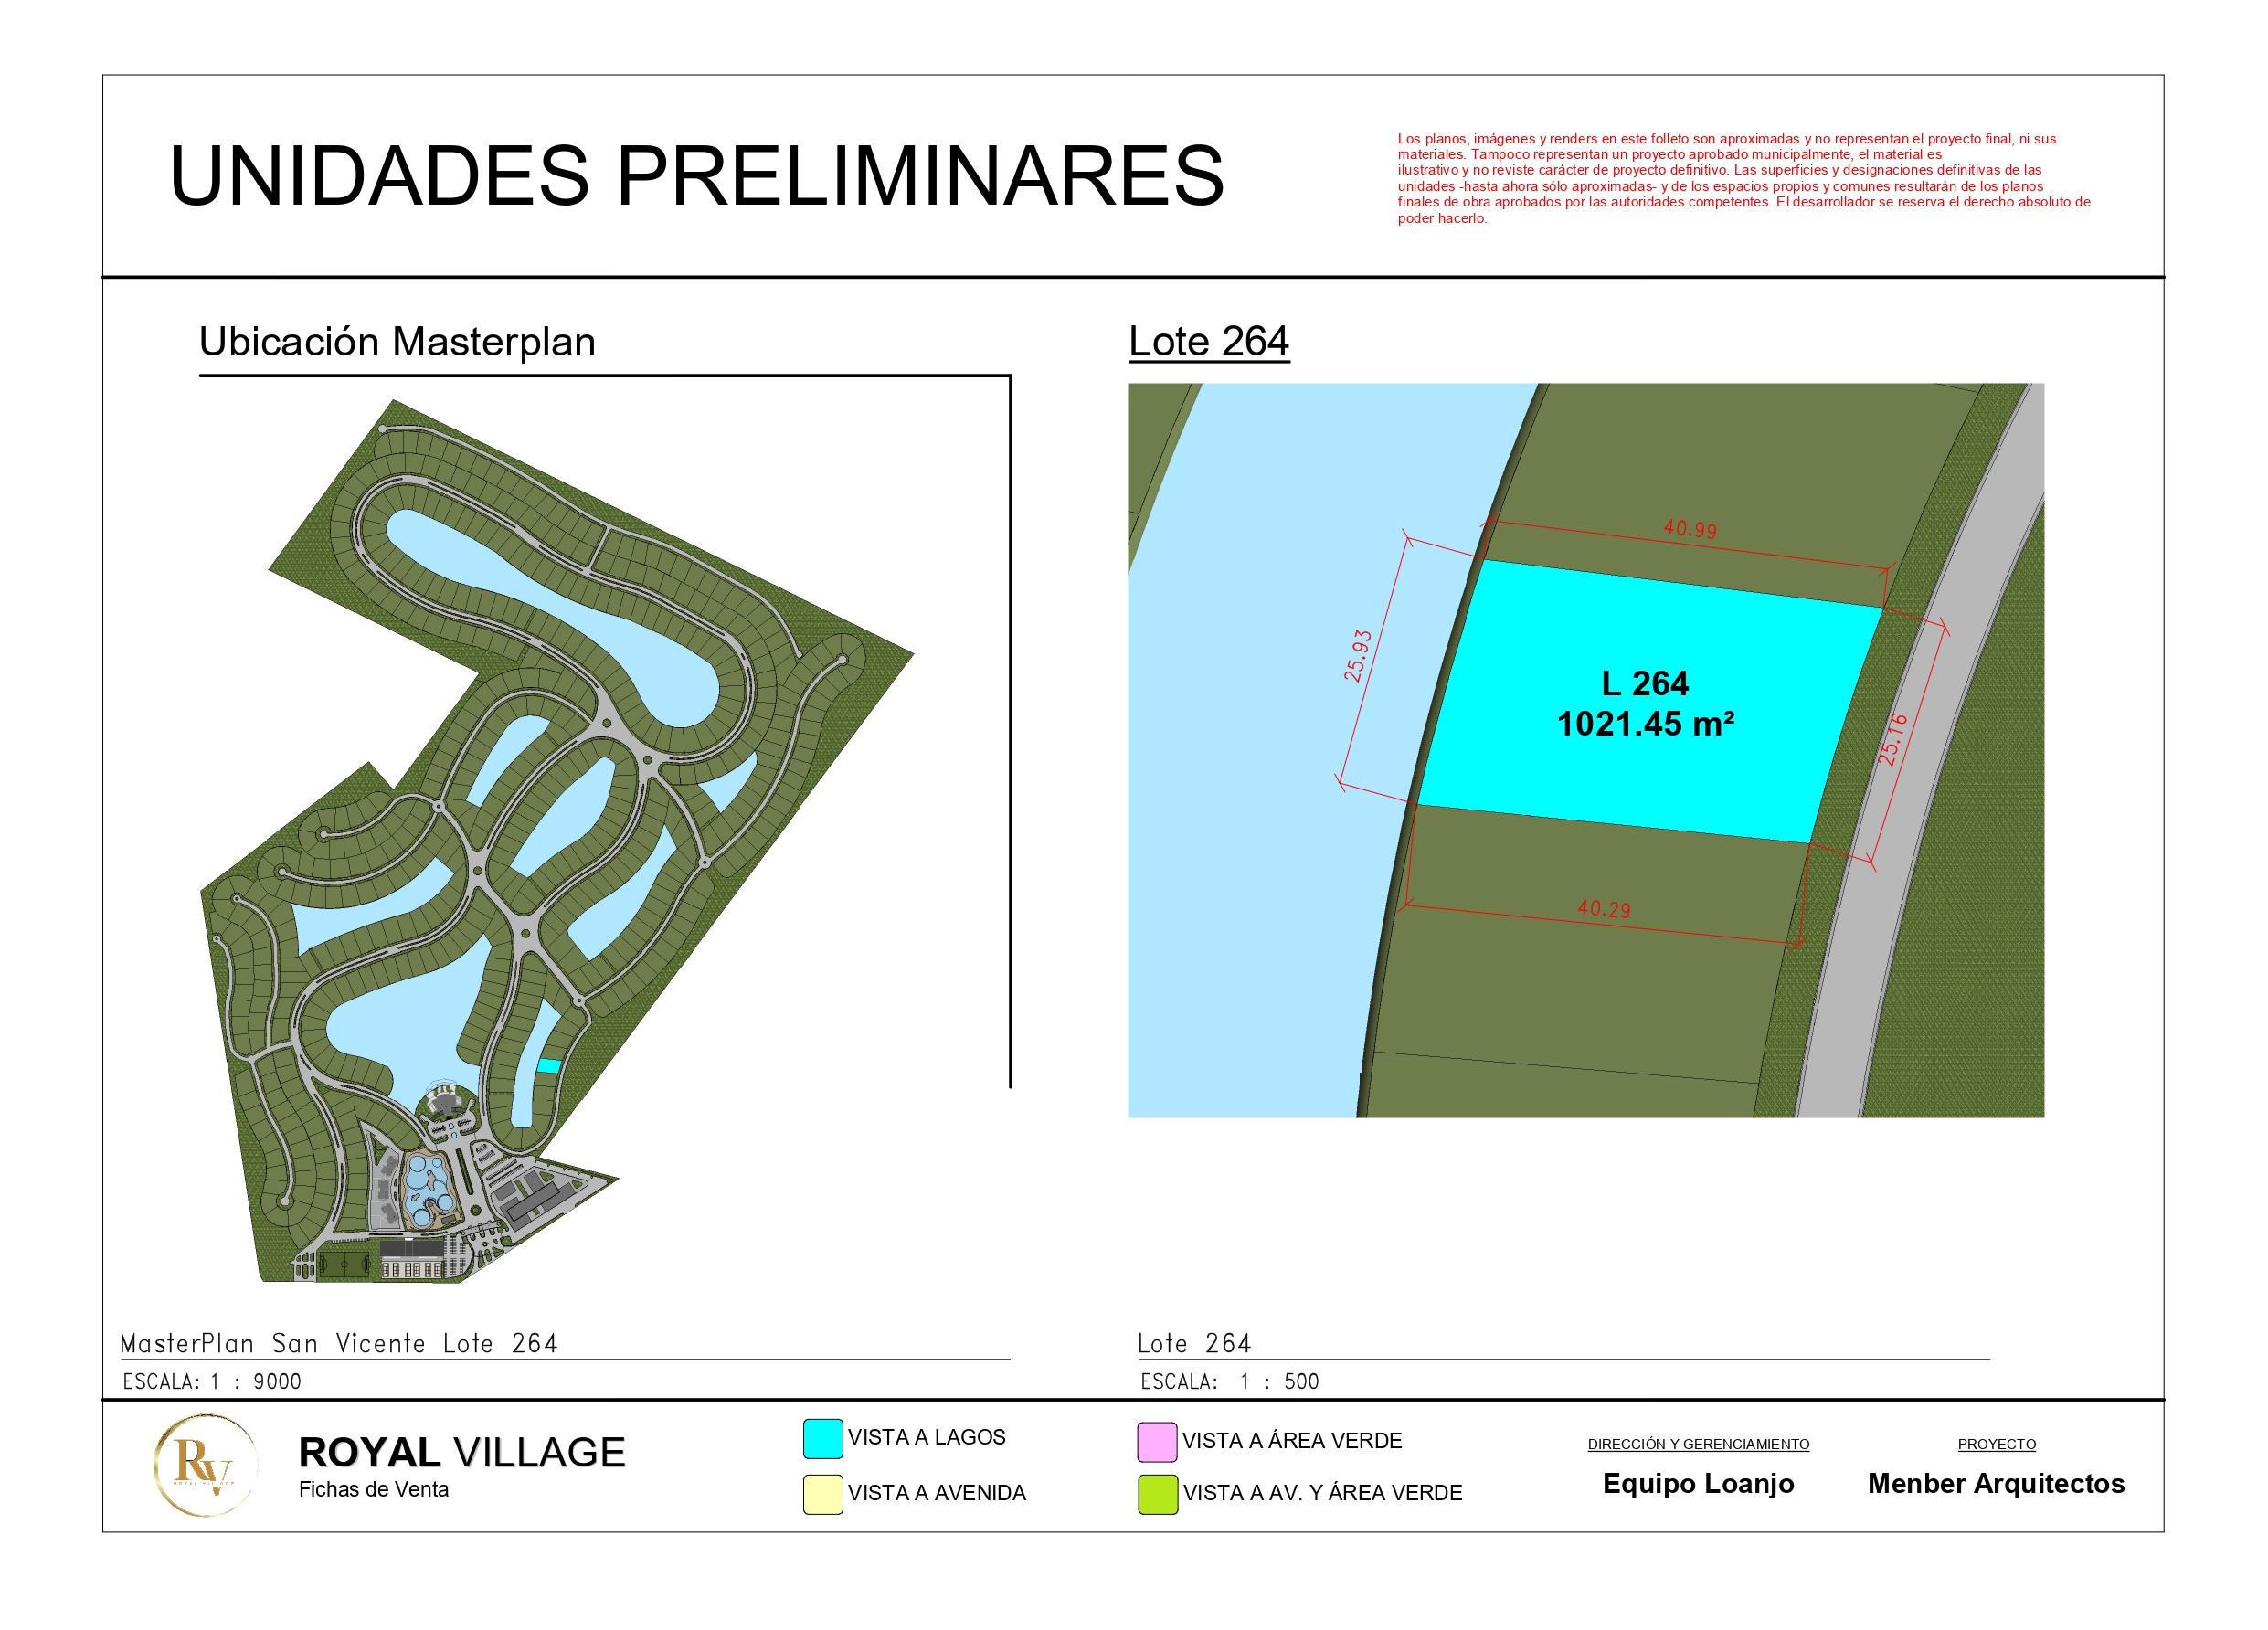 UNIDADES PRELIMINARES
Los planos, imágenes y renders en este folleto son aproximadas y no representan el proyecto final, ni sus
materiales. Tampoco representan un proyecto aprobado municipalmente, el material es
ilustrativo y no reviste carácter de proyecto definitivo. Las superficies y designaciones definitivas de las
unidades -hasta ahora sólo aproximadas- y de los espacios propios y comunes resultarán de los planos
finales de obra aprobados por las autoridades competentes. El desarrollador se reserva el derecho absoluto de
poder hacerlo.
Ubicación Masterplan
Lote 264
40.99
25.93
L 264
1021.45 m²
25.16
40.29
MasterPlan San Vicente Lote 264
ESCALA: 1 : 9000
Lote 264
ESCALA: 1 : 500
RV
ROYAL VILLAGE
ROYAL VILLAGE
Fichas de Venta
VISTA A LAGOS
VISTA A AVENIDA
VISTA A ÁREA VERDE
VISTA A AV. Y ÁREA VERDE
DIRECCIÓN Y GERENCIAMIENTO
Equipo Loanjo
PROYECTO
Menber Arquitectos